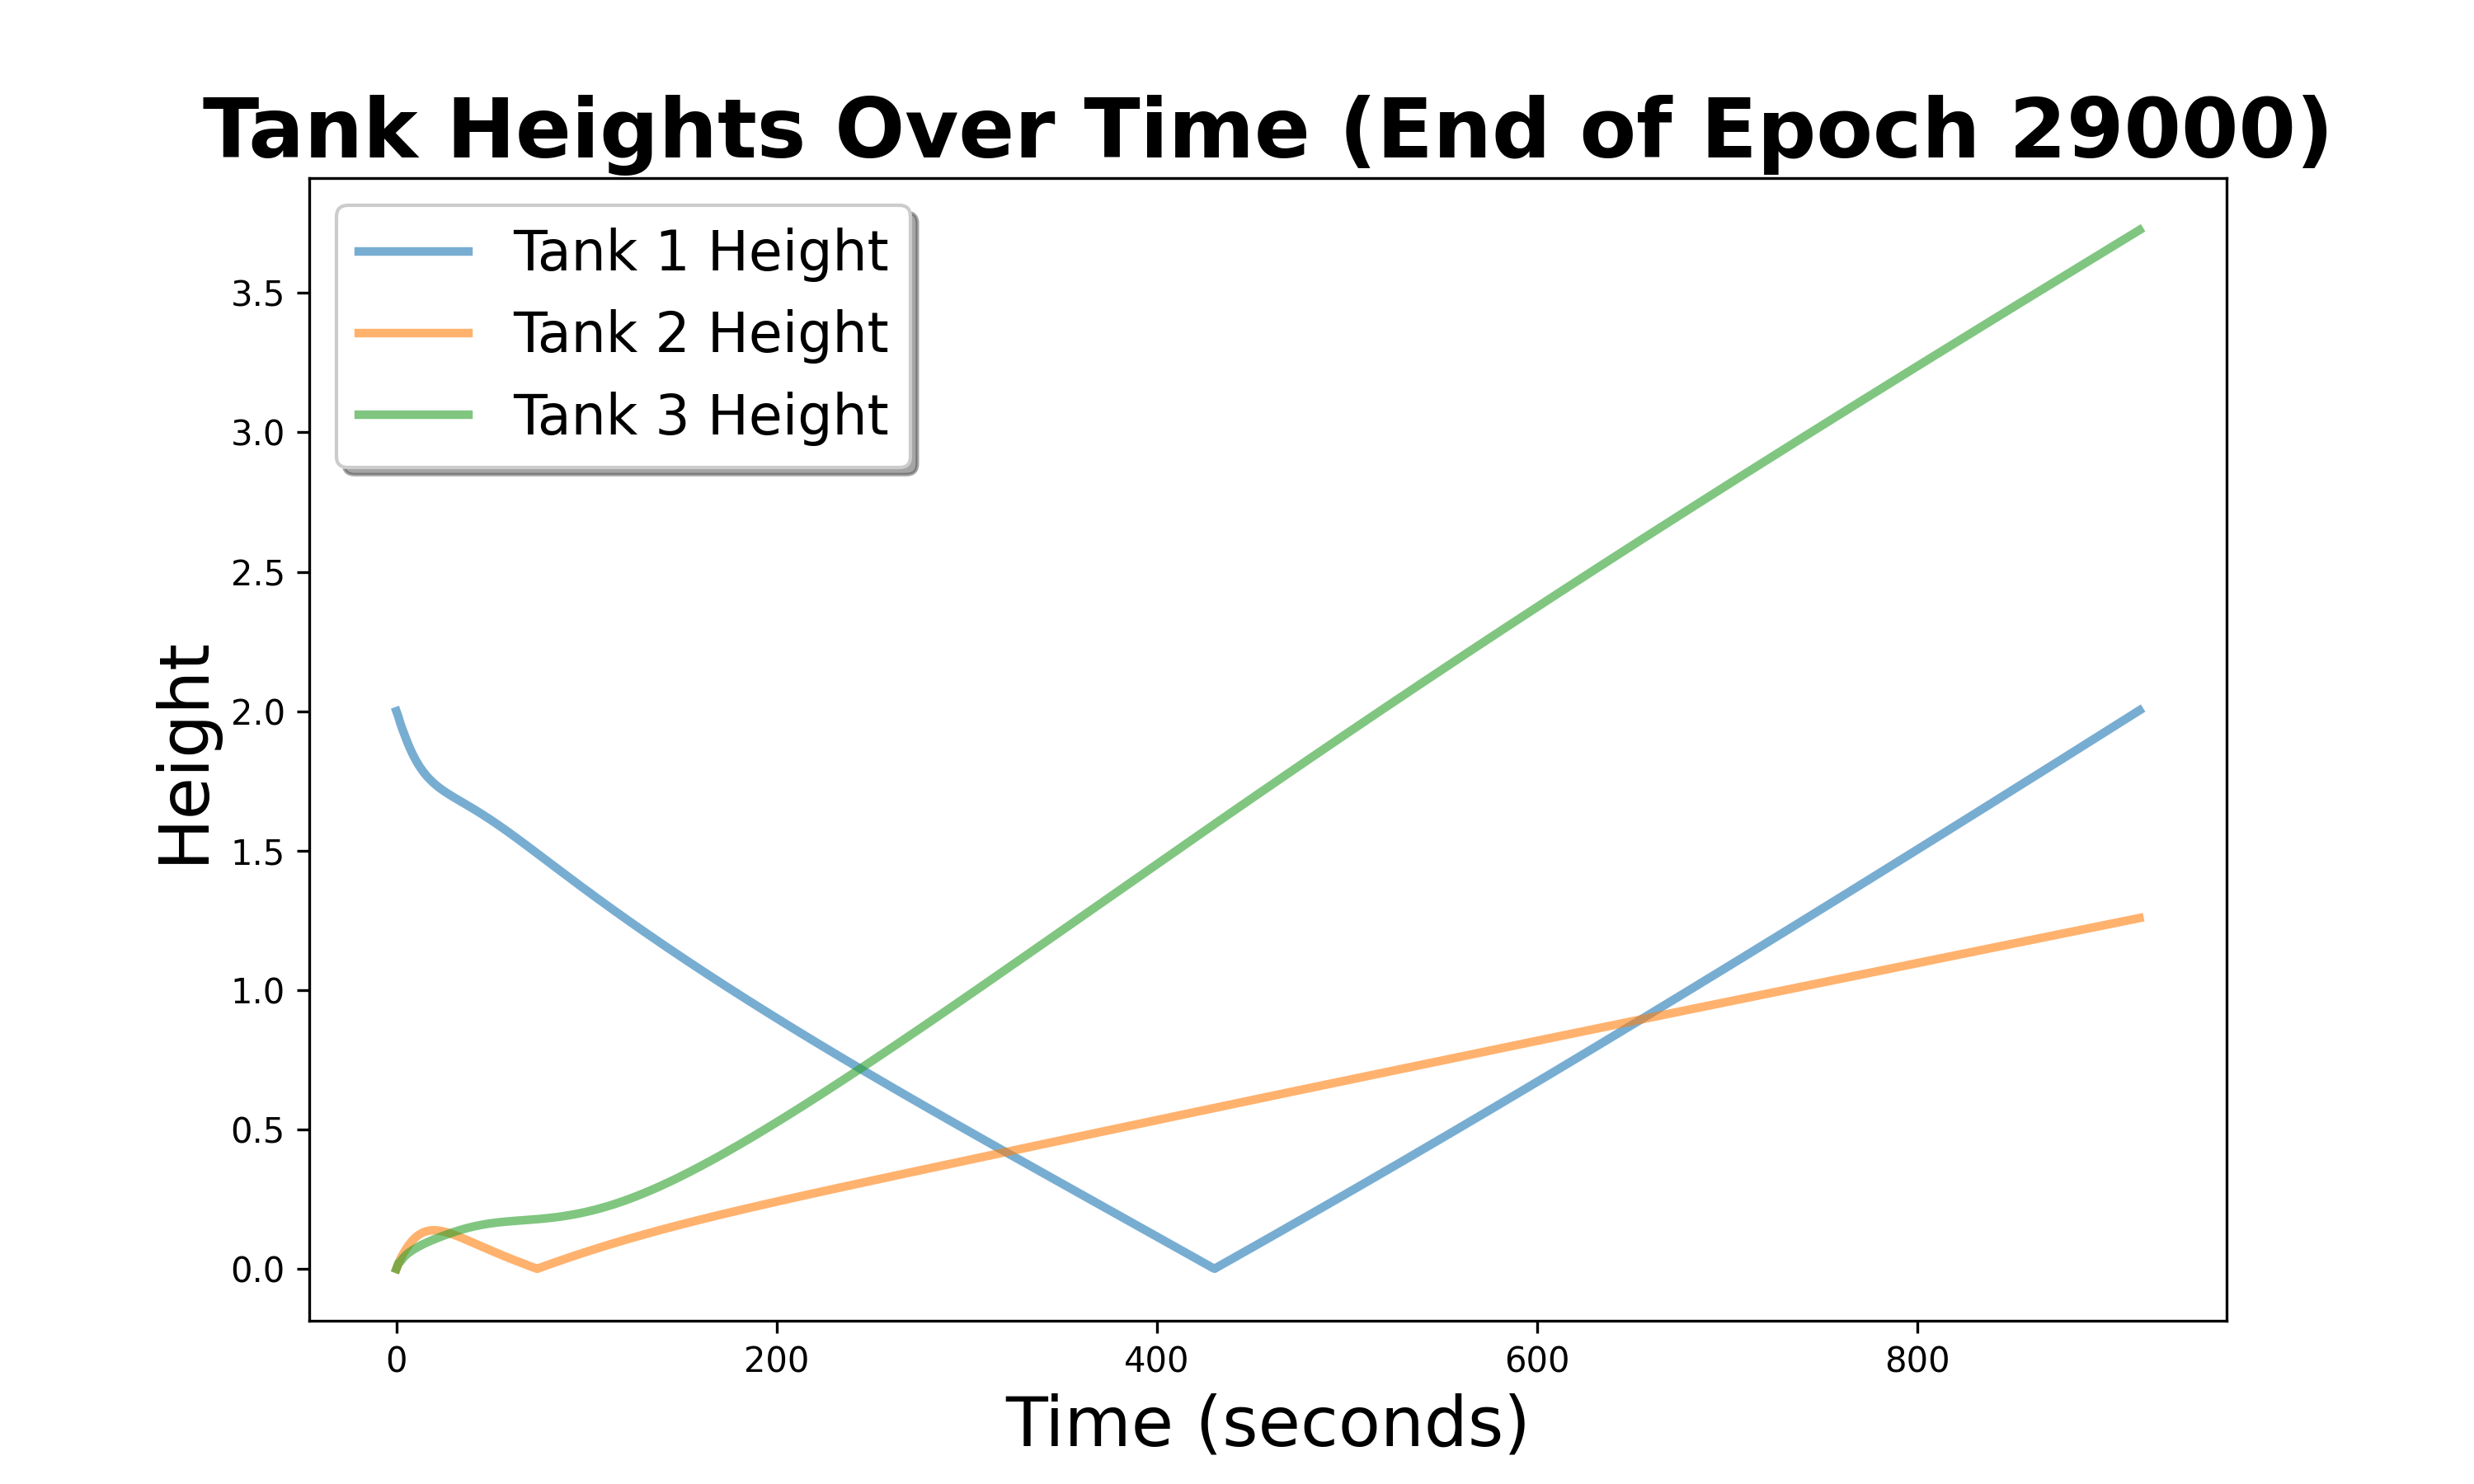 Tank Heights Over Time (End of Epoch 29000)
Tank 1 Height
Tank 2 Height
Tank 3 Height
3.5
3.0
2.5
2.0
1.5
1.0
0.5
0.0
Height
0 200 400 600 800
Time (seconds)